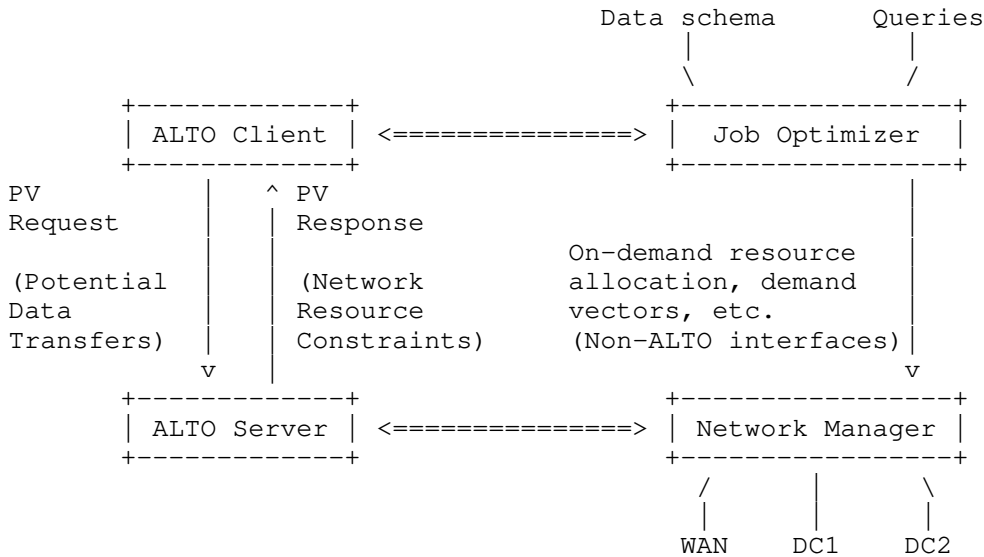 Data schema      Queries
                                          |             |
                                          \             /
       +-------------+                   +-----------------+
       | ALTO Client | <===============> |  Job Optimizer  |
       +-------------+                   +-----------------+
PV          |   ^ PV                                  |
Request     |   | Response                            |
            |   |                  On-demand resource |
(Potential  |   | (Network         allocation, demand |
Data        |   | Resource         vectors, etc.      |
Transfers)  |   | Constraints)     (Non-ALTO interfaces)|
            v   |                                     v
       +-------------+                   +-----------------+
       | ALTO Server | <===============> | Network Manager |
       +-------------+                   +-----------------+
                                           /      |      \
                                           |      |      |
                                          WAN    DC1    DC2